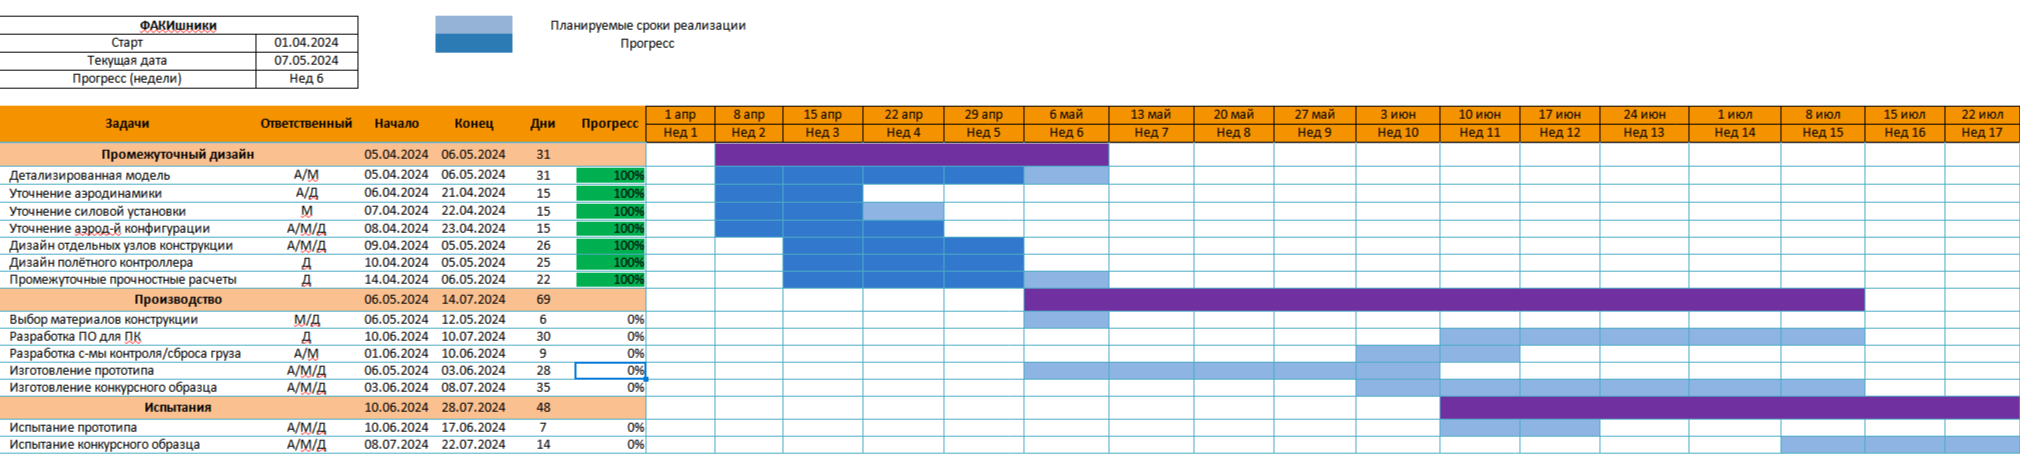 ФАКИшники
Старт 01.04.2024
Текущая дата 07.05.2024
Прогресс (недели) Нед 6
Планируемые сроки реализации
Прогресс
Задачи Ответственный Начало Конец Дни Прогресс
1 апр 8 апр 15 апр 22 апр 29 апр 6 май 13 май 20 май 27 май 3 июн 10 июн 17 июн 24 июн 1 июл 8 июл 15 июл 22 июл
Нед 1 Нед 2 Нед 3 Нед 4 Нед 5 Нед 6 Нед 7 Нед 8 Нед 9 Нед 10 Нед 11 Нед 12 Нед 13 Нед 14 Нед 15 Нед 16 Нед 17
Промежуточный дизайн 05.04.2024 06.05.2024 31
Детализированная модель А/М 05.04.2024 06.05.2024 31 100%
Уточнение аэродинамики А/Д 06.04.2024 21.04.2024 15 100%
Уточнение силовой установки М 07.04.2024 22.04.2024 15 100%
Уточнение аэрод-й конфигурации А/М/Д 08.04.2024 23.04.2024 15 100%
Дизайн отдельных узлов конструкции А/М/Д 09.04.2024 05.05.2024 26 100%
Дизайн полётного контроллера Д 10.04.2024 05.05.2024 25 100%
Промежуточные прочностные расчеты Д 14.04.2024 06.05.2024 22 100%
Производство 06.05.2024 14.07.2024 69
Выбор материалов конструкции М/Д 06.05.2024 12.05.2024 6 0%
Разработка ПО для ПК Д 10.06.2024 10.07.2024 30 0%
Разработка с-мы контроля/сброса груза А/М 01.06.2024 10.06.2024 9 0%
Изготовление прототипа А/М/Д 06.05.2024 03.06.2024 28 0%
Изготовление конкурсного образца А/М/Д 03.06.2024 08.07.2024 35 0%
Испытания 10.06.2024 28.07.2024 48
Испытание прототипа А/М/Д 10.06.2024 17.06.2024 7 0%
Испытание конкурсного образца А/М/Д 08.07.2024 22.07.2024 14 0%